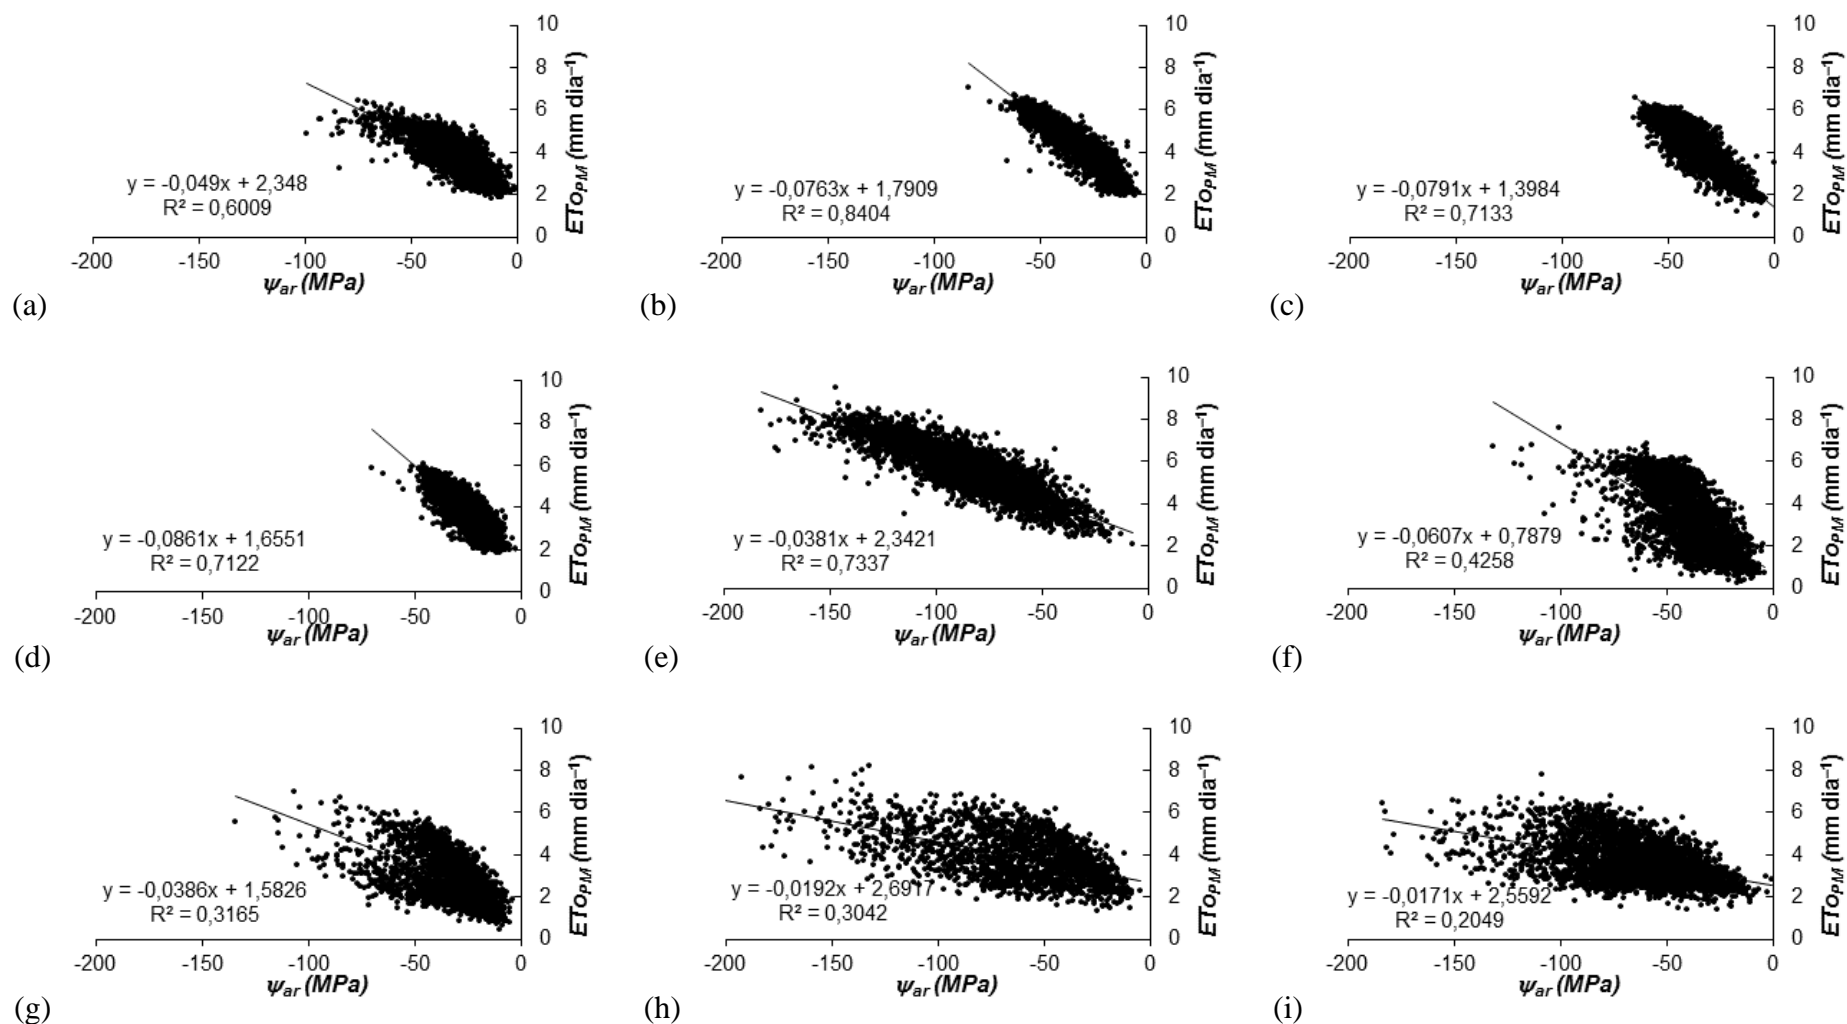 10
8
6
4
2
0
ETo_PM (mm dia⁻¹)
y = -0,049x + 2,348
R² = 0,6009
-200 -150 -100 -50 0
ψ_ar (MPa)
(a)
10
8
6
4
2
0
ETo_PM (mm dia⁻¹)
y = -0,0763x + 1,7909
R² = 0,8404
-200 -150 -100 -50 0
ψ_ar (MPa)
(b)
10
8
6
4
2
0
ETo_PM (mm dia⁻¹)
y = -0,0791x + 1,3984
R² = 0,7133
-200 -150 -100 -50 0
ψ_ar (MPa)
(c)
10
8
6
4
2
0
ETo_PM (mm dia⁻¹)
y = -0,0861x + 1,6551
R² = 0,7122
-200 -150 -100 -50 0
ψ_ar (MPa)
(d)
10
8
6
4
2
0
ETo_PM (mm dia⁻¹)
y = -0,0381x + 2,3421
R² = 0,7337
-200 -150 -100 -50 0
ψ_ar (MPa)
(e)
10
8
6
4
2
0
ETo_PM (mm dia⁻¹)
y = -0,0607x + 0,7879
R² = 0,4258
-200 -150 -100 -50 0
ψ_ar (MPa)
(f)
10
8
6
4
2
0
ETo_PM (mm dia⁻¹)
y = -0,0386x + 1,5826
R² = 0,3165
-200 -150 -100 -50 0
ψ_ar (MPa)
(g)
10
8
6
4
2
0
ETo_PM (mm dia⁻¹)
y = -0,0192x + 2,6917
R² = 0,3042
-200 -150 -100 -50 0
ψ_ar (MPa)
(h)
10
8
6
4
2
0
ETo_PM (mm dia⁻¹)
y = -0,0171x + 2,5592
R² = 0,2049
-200 -150 -100 -50 0
ψ_ar (MPa)
(i)